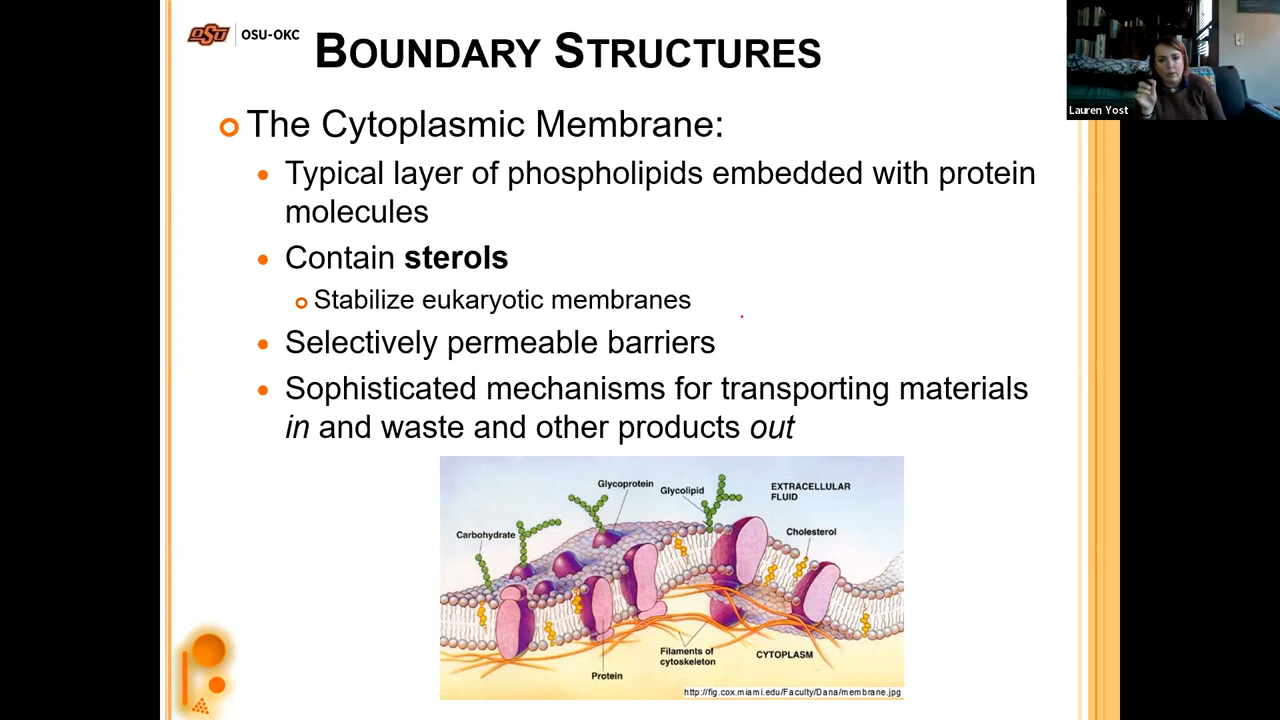 OSU
OSU-OKC
BOUNDARY STRUCTURES
Lauren Yost
The Cytoplasmic Membrane:
Typical layer of phospholipids embedded with protein
molecules
Contain sterols
Stabilize eukaryotic membranes
Selectively permeable barriers
Sophisticated mechanisms for transporting materials
in and waste and other products out
Glycoprotein
Glycolipid
EXTRACELLULAR
FLUID
Carbohydrate
Cholesterol
Filaments of
cytoskeleton
CYTOPLASM
Protein
http://fig.cox.miami.edu/Faculty/Dana/membrane.jpg